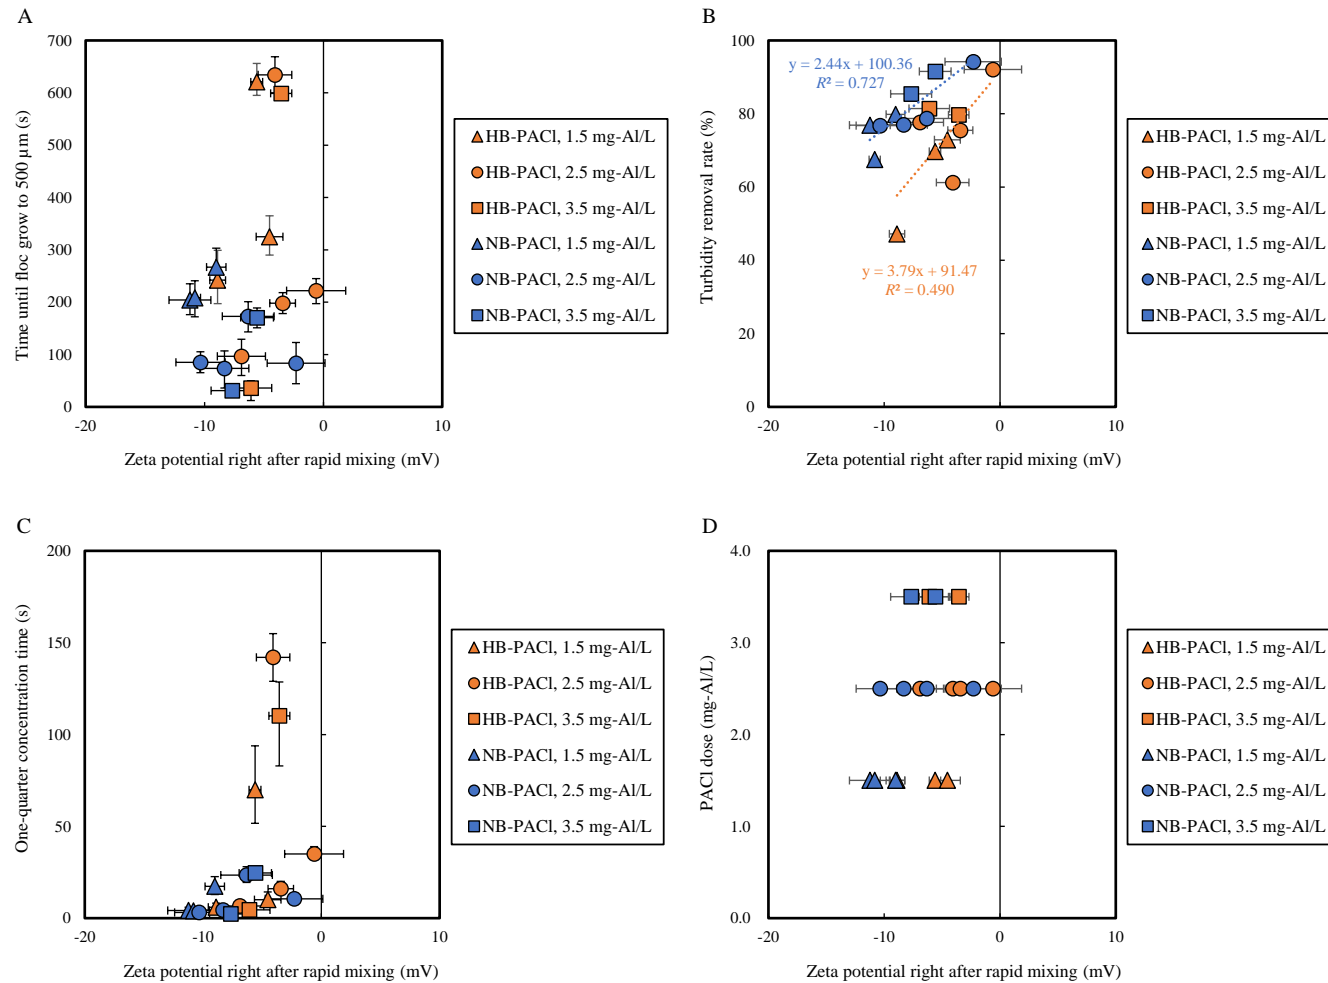 A
700
600
500
400
300
200
100
0
-20
-10
0
10
Time until floc grow to 500 µm (s)
Zeta potential right after rapid mixing (mV)
HB-PACl, 1.5 mg-Al/L
HB-PACl, 2.5 mg-Al/L
HB-PACl, 3.5 mg-Al/L
NB-PACl, 1.5 mg-Al/L
NB-PACl, 2.5 mg-Al/L
NB-PACl, 3.5 mg-Al/L
B
100
80
60
40
20
0
-20
-10
0
10
Turbidity removal rate (%)
Zeta potential right after rapid mixing (mV)
y = 2.44x + 100.36
R² = 0.727
y = 3.79x + 91.47
R² = 0.490
HB-PACl, 1.5 mg-Al/L
HB-PACl, 2.5 mg-Al/L
HB-PACl, 3.5 mg-Al/L
NB-PACl, 1.5 mg-Al/L
NB-PACl, 2.5 mg-Al/L
NB-PACl, 3.5 mg-Al/L
C
200
150
100
50
0
-20
-10
0
10
One-quarter concentration time (s)
Zeta potential right after rapid mixing (mV)
HB-PACl, 1.5 mg-Al/L
HB-PACl, 2.5 mg-Al/L
HB-PACl, 3.5 mg-Al/L
NB-PACl, 1.5 mg-Al/L
NB-PACl, 2.5 mg-Al/L
NB-PACl, 3.5 mg-Al/L
D
4.0
3.0
2.0
1.0
0.0
-20
-10
0
10
PACl dose (mg-Al/L)
Zeta potential right after rapid mixing (mV)
HB-PACl, 1.5 mg-Al/L
HB-PACl, 2.5 mg-Al/L
HB-PACl, 3.5 mg-Al/L
NB-PACl, 1.5 mg-Al/L
NB-PACl, 2.5 mg-Al/L
NB-PACl, 3.5 mg-Al/L